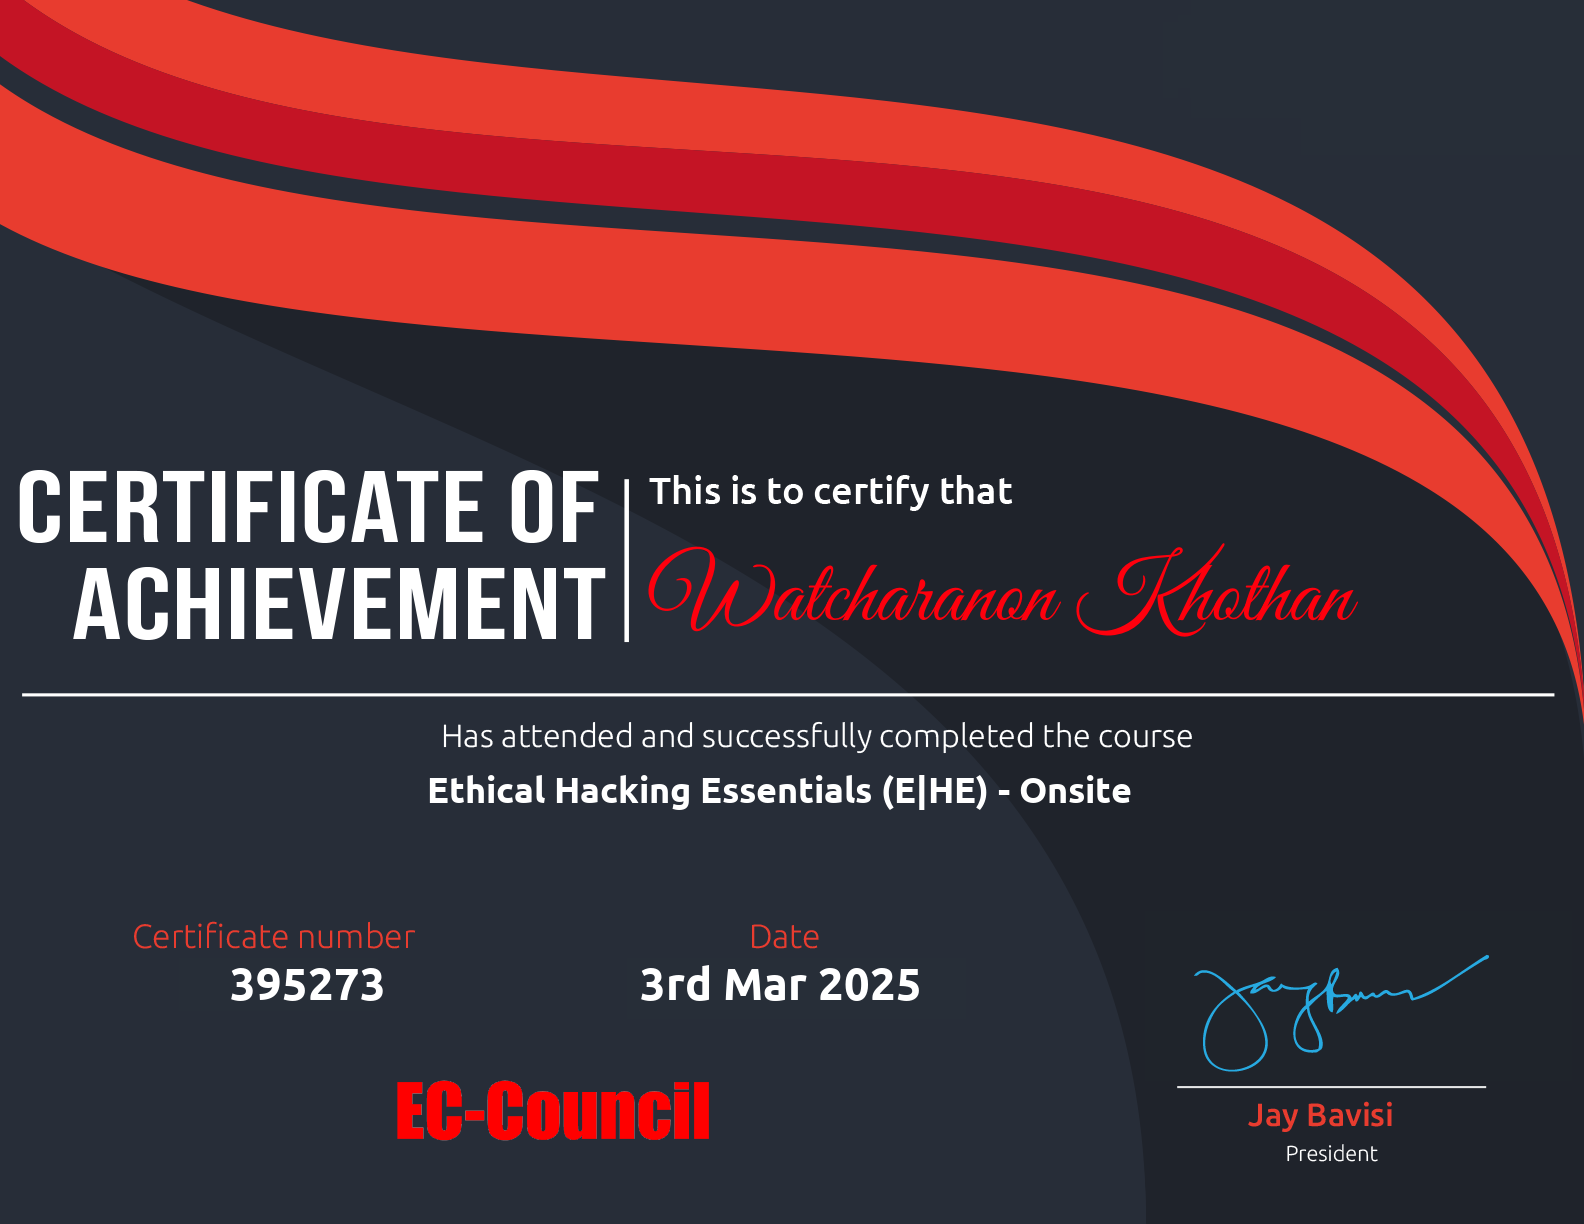 CERTIFICATE OF
ACHIEVEMENT
This is to certify that
Watcharanon Khothan
Has attended and successfully completed the course
Ethical Hacking Essentials (E|HE) - Onsite
Certificate number
395273
Date
3rd Mar 2025
EC-Council
Jay Bavisi
President